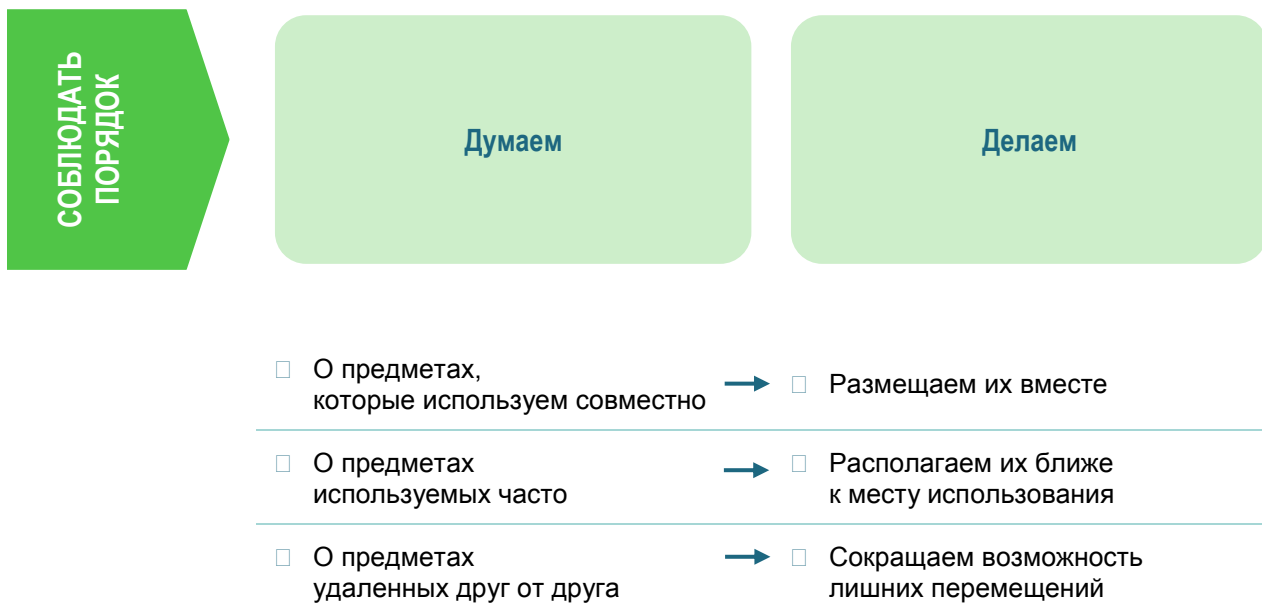 СОБЛЮДАТЬ
ПОРЯДОК
Думаем
Делаем
О предметах,
которые используем совместно
Размещаем их вместе
О предметах
используемых часто
Располагаем их ближе
к месту использования
О предметах
удаленных друг от друга
Сокращаем возможность
лишних перемещений